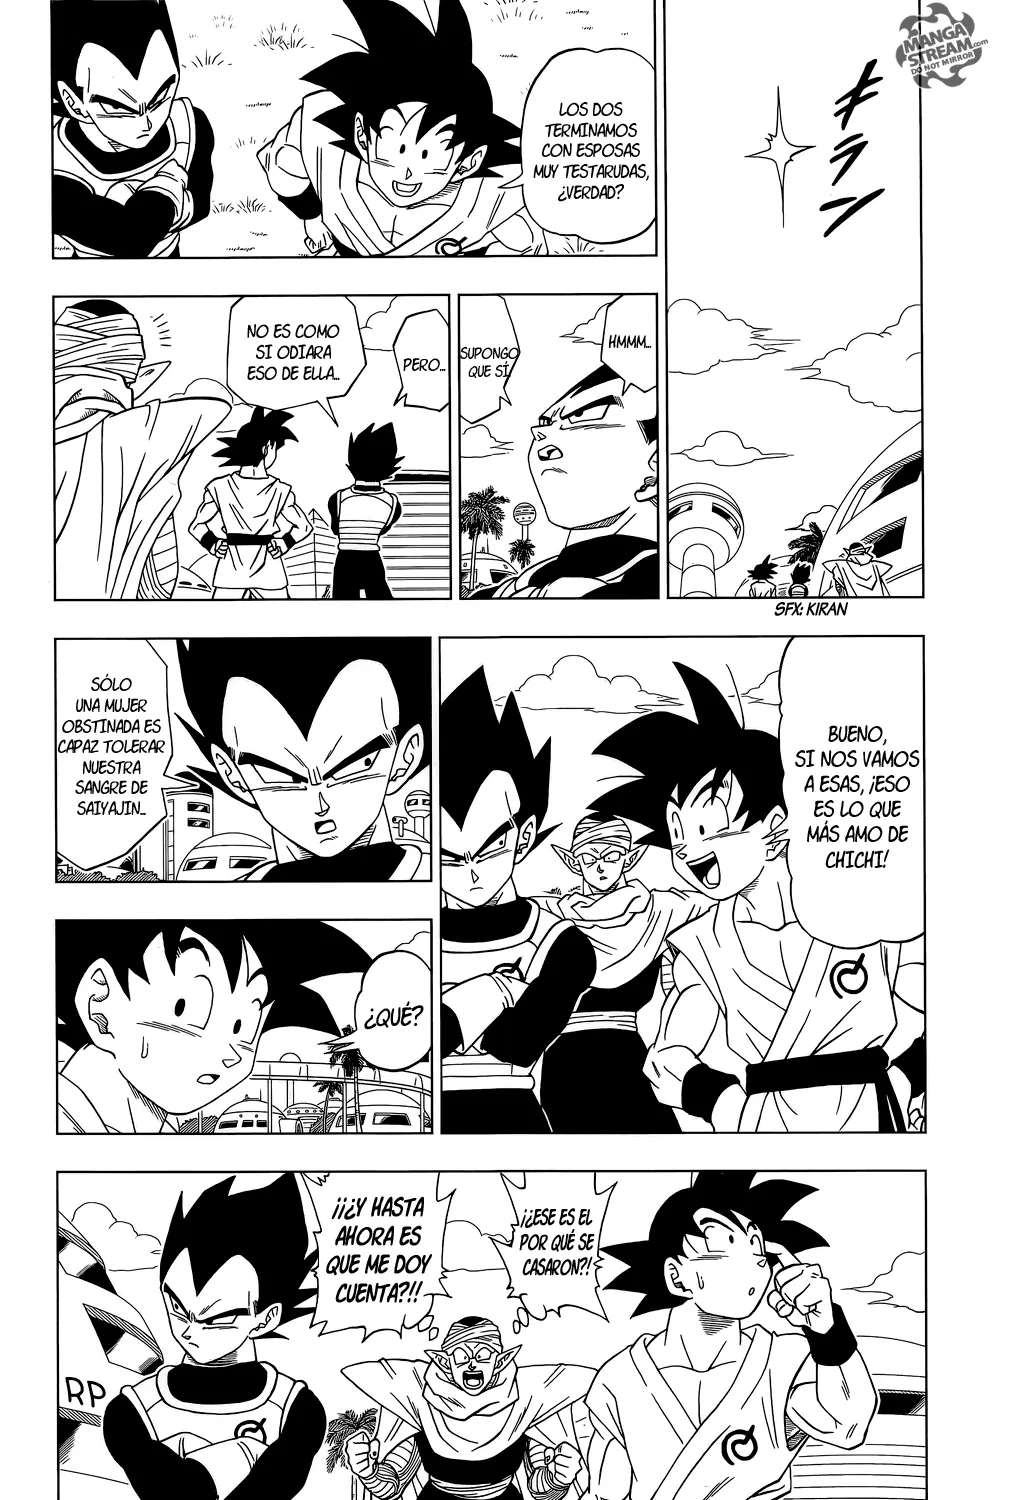 MANGA
STREAM.com
DO NOT MIRROR
キラン
SFX: KIRAN
LOS DOS
TERMINAMOS
CON ESPOSAS
MUY TESTARUDAS,
¿VERDAD?
HMMM...
SUPONGO
QUE SÍ
PERO...
NO ES COMO
SI ODIARA
ESO DE ELLA...
BUENO,
SI NOS VAMOS
A ESAS, ¡ESO
ES LO QUE
MÁS AMO DE
CHICHI!
SÓLO
UNA MUJER
OBSTINADA ES
CAPAZ TOLERAR
NUESTRA
SANGRE DE
SAIYAJIN...
¿QUÉ?
¡¿ESE ES EL
POR QUÉ SE
CASARON?!
¡¡¿Y HASTA
AHORA ES
QUE ME DOY
CUENTA?!!
RP